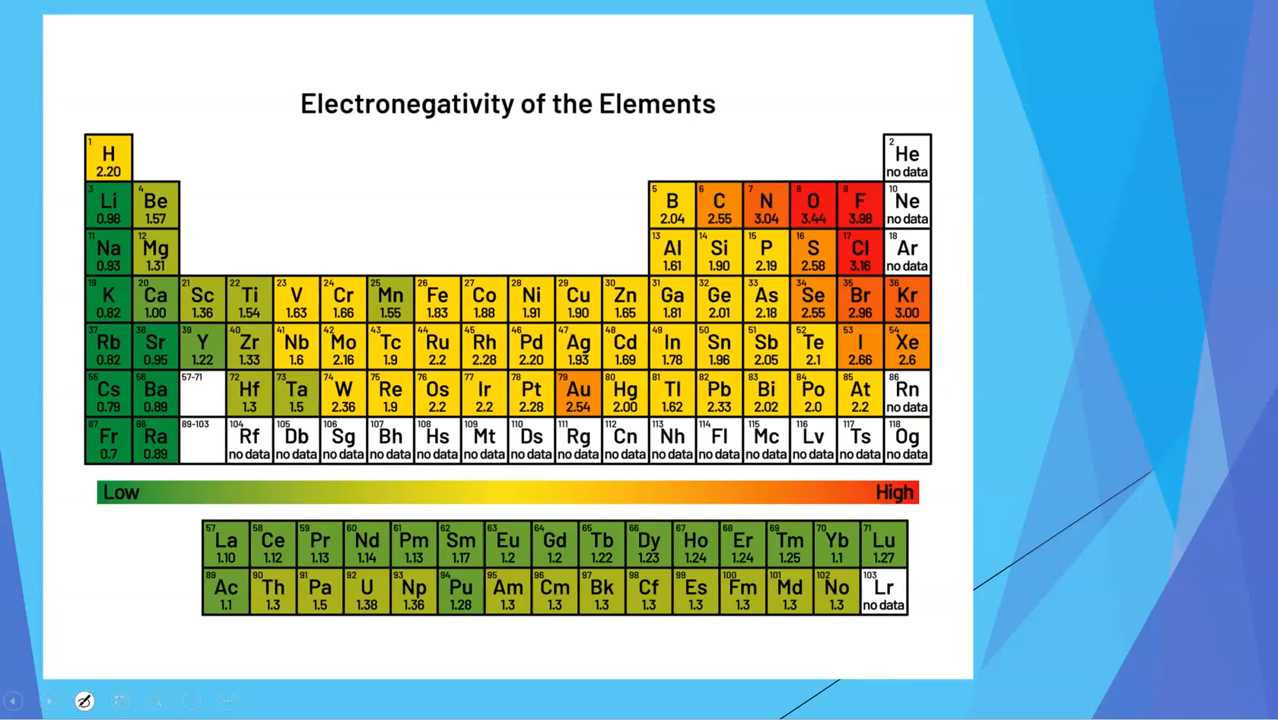 Electronegativity of the Elements
1 2
H He
2.20 no data
3 4 5 6 7 8 9 10
Li Be B C N O F Ne
0.98 1.57 2.04 2.55 3.04 3.44 3.98 no data
11 12 13 14 15 16 17 18
Na Mg Al Si P S Cl Ar
0.93 1.31 1.61 1.90 2.19 2.58 3.16 no data
19 20 21 22 23 24 25 26 27 28 29 30 31 32 33 34 35 36
K Ca Sc Ti V Cr Mn Fe Co Ni Cu Zn Ga Ge As Se Br Kr
0.82 1.00 1.36 1.54 1.63 1.66 1.55 1.83 1.88 1.91 1.90 1.65 1.81 2.01 2.18 2.55 2.96 3.00
37 38 39 40 41 42 43 44 45 46 47 48 49 50 51 52 53 54
Rb Sr Y Zr Nb Mo Tc Ru Rh Pd Ag Cd In Sn Sb Te I Xe
0.82 0.95 1.22 1.33 1.6 2.16 1.9 2.2 2.28 2.20 1.93 1.69 1.78 1.96 2.05 2.1 2.66 2.6
55 56 57-71 72 73 74 75 76 77 78 79 80 81 82 83 84 85 86
Cs Ba Hf Ta W Re Os Ir Pt Au Hg Tl Pb Bi Po At Rn
0.79 0.89 1.3 1.5 2.36 1.9 2.2 2.2 2.28 2.54 2.00 1.62 2.33 2.02 2.0 2.2 no data
87 88 89-103 104 105 106 107 108 109 110 111 112 113 114 115 116 117 118
Fr Ra Rf Db Sg Bh Hs Mt Ds Rg Cn Nh Fl Mc Lv Ts Og
0.7 0.89 no data no data no data no data no data no data no data no data no data no data no data no data no data no data no data
Low High
57 58 59 60 61 62 63 64 65 66 67 68 69 70 71
La Ce Pr Nd Pm Sm Eu Gd Tb Dy Ho Er Tm Yb Lu
1.10 1.12 1.13 1.14 1.13 1.17 1.2 1.2 1.22 1.23 1.24 1.24 1.25 1.1 1.27
89 90 91 92 93 94 95 96 97 98 99 100 101 102 103
Ac Th Pa U Np Pu Am Cm Bk Cf Es Fm Md No Lr
1.1 1.3 1.5 1.38 1.36 1.28 1.3 1.3 1.3 1.3 1.3 1.3 1.3 1.3 no data